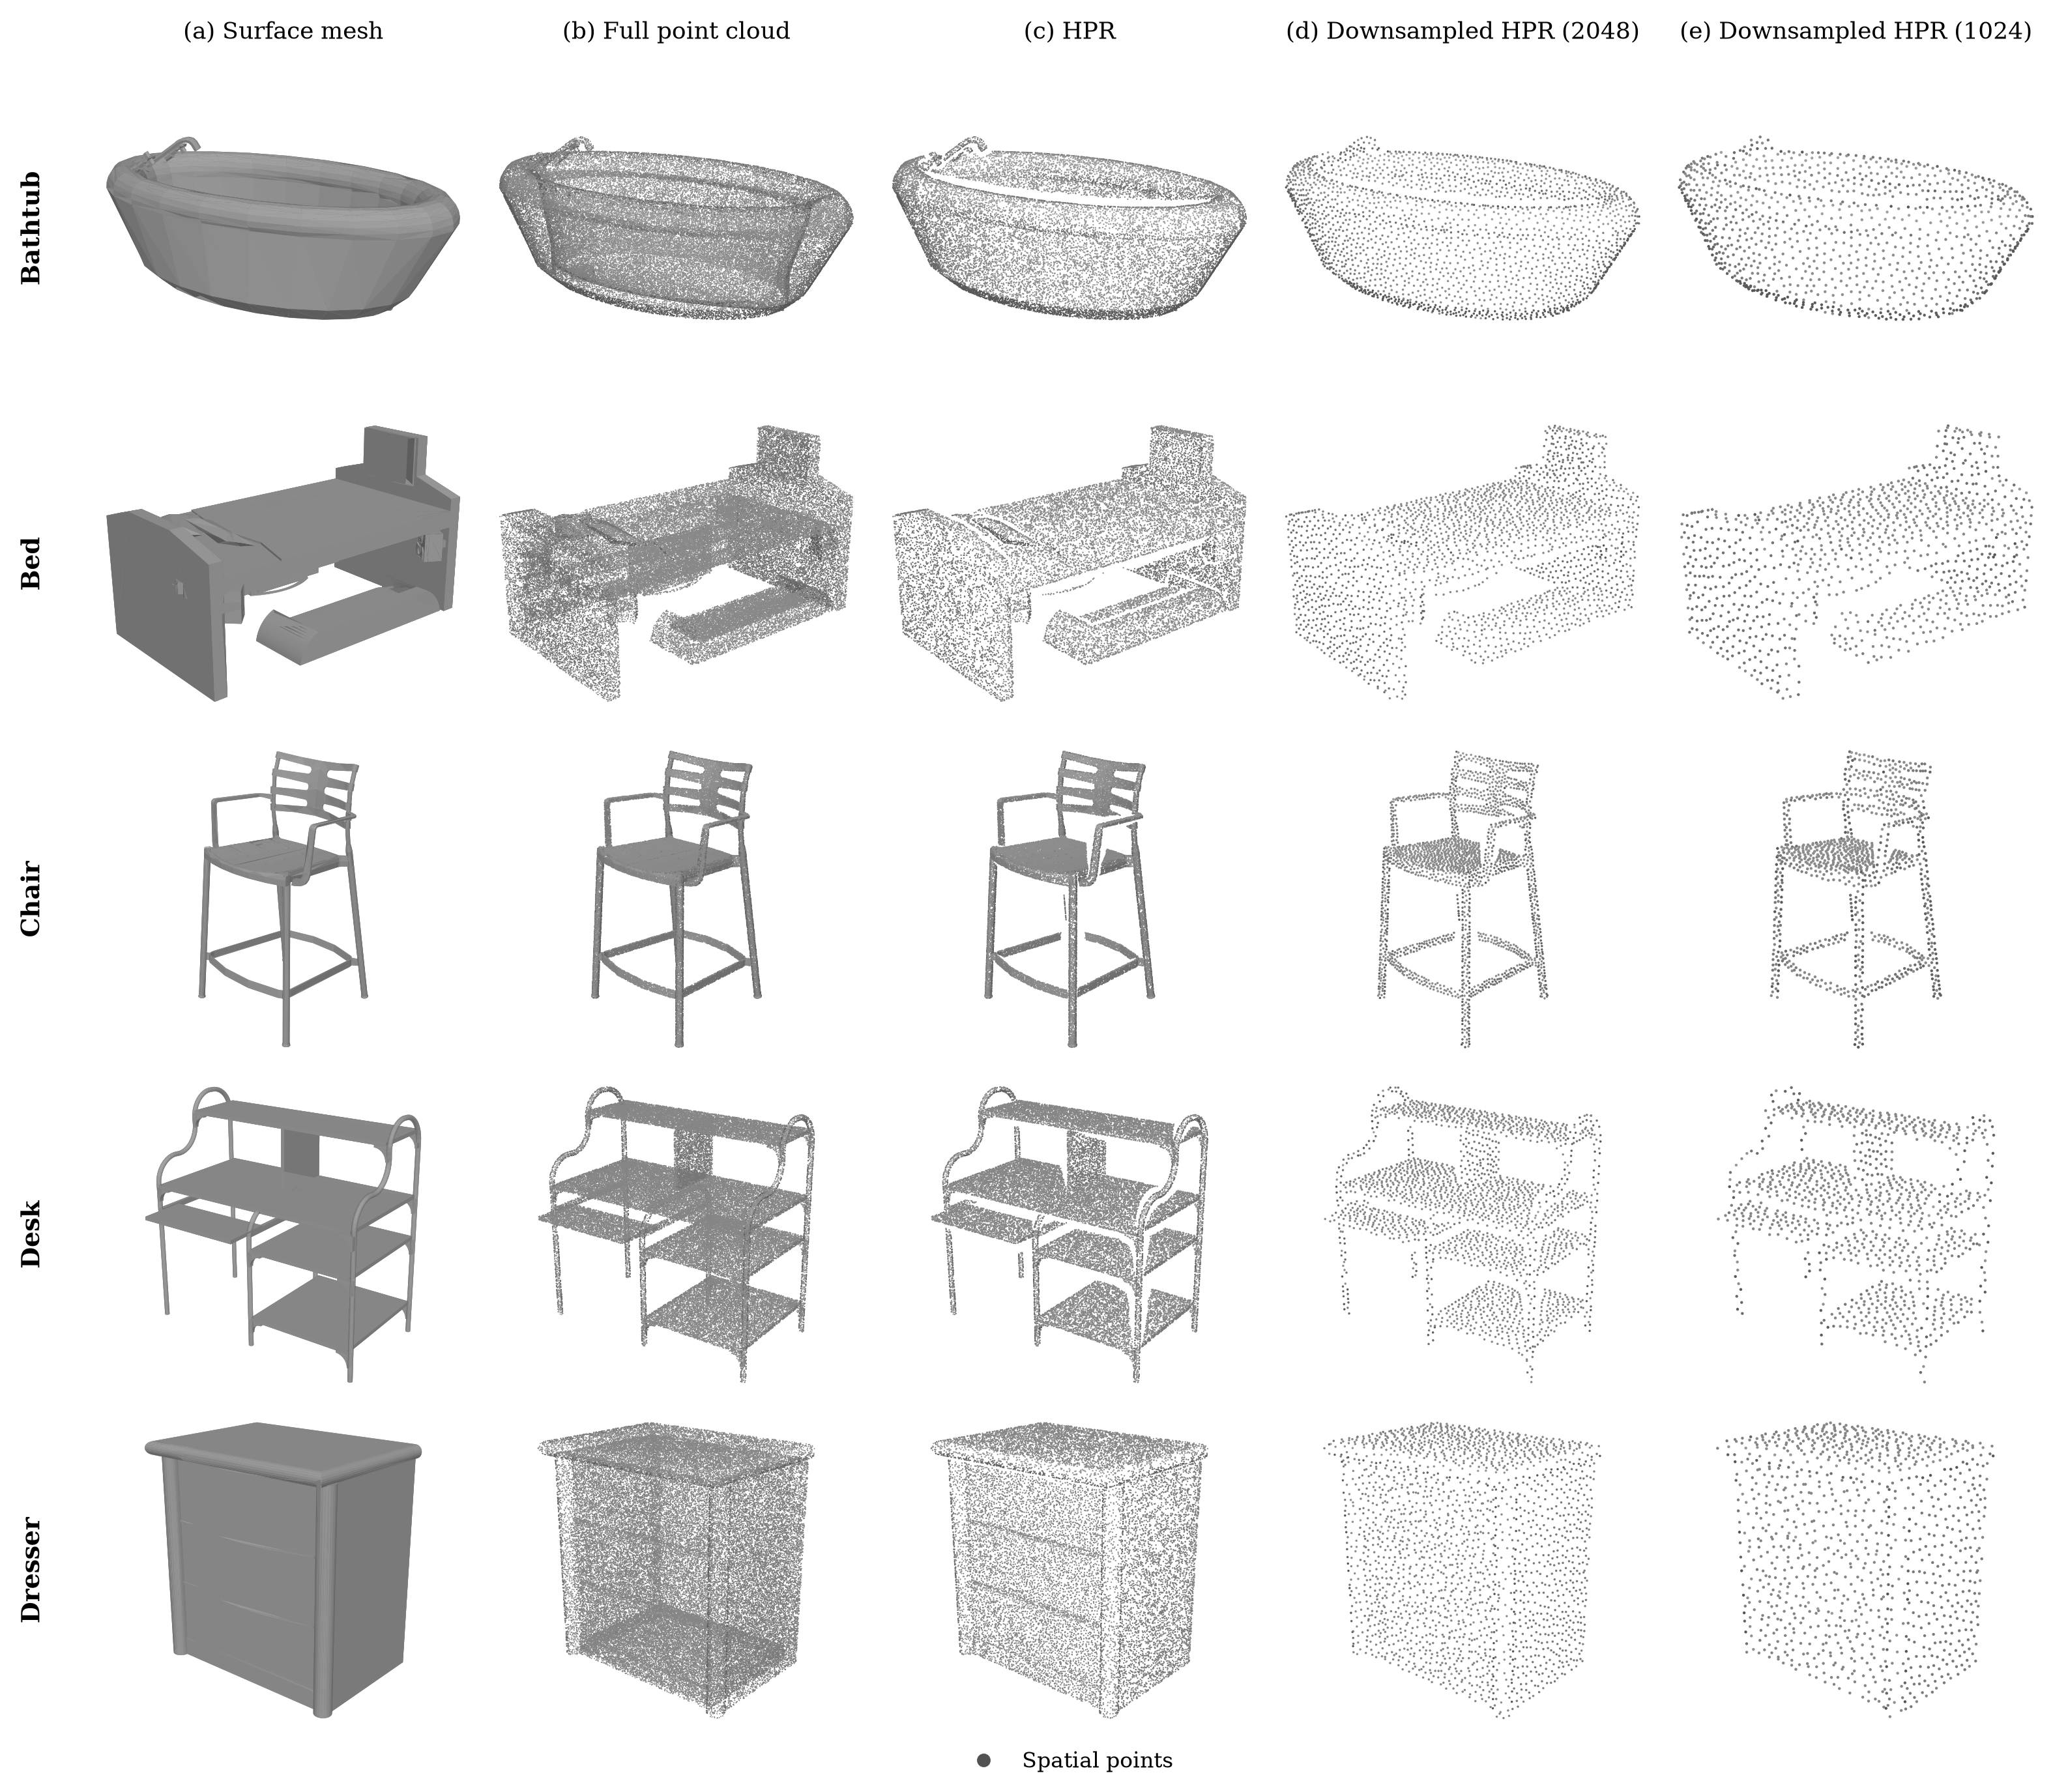 (a) Surface mesh
(b) Full point cloud
(c) HPR
(d) Downsampled HPR (2048)
(e) Downsampled HPR (1024)
Bathtub
Bed
Chair
Desk
Dresser
Spatial points